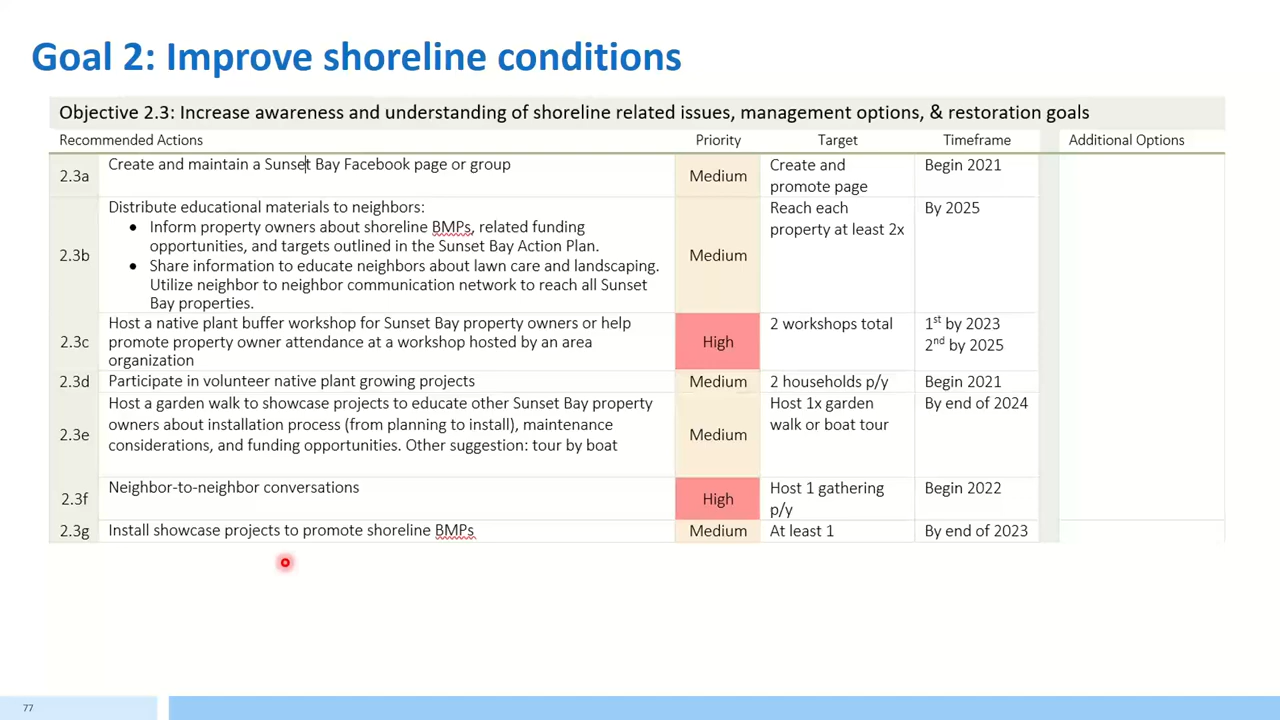 Goal 2: Improve shoreline conditions
Objective 2.3: Increase awareness and understanding of shoreline related issues, management options, & restoration goals
Recommended Actions Priority Target Timeframe Additional Options
2.3a Create and maintain a Sunset Bay Facebook page or group Medium Create and promote page Begin 2021
2.3b Distribute educational materials to neighbors:
• Inform property owners about shoreline BMPs, related funding
opportunities, and targets outlined in the Sunset Bay Action Plan.
• Share information to educate neighbors about lawn care and landscaping.
Utilize neighbor to neighbor communication network to reach all Sunset
Bay properties.
Medium
Reach each
property at least 2x
By 2025
2.3c Host a native plant buffer workshop for Sunset Bay property owners or help
promote property owner attendance at a workshop hosted by an area
organization
High
2 workshops total
1st by 2023
2nd by 2025
2.3d Participate in volunteer native plant growing projects Medium 2 households p/y Begin 2021
2.3e Host a garden walk to showcase projects to educate other Sunset Bay property
owners about installation process (from planning to install), maintenance
considerations, and funding opportunities. Other suggestion: tour by boat
Medium
Host 1x garden
walk or boat tour
By end of 2024
2.3f Neighbor-to-neighbor conversations High Host 1 gathering p/y Begin 2022
2.3g Install showcase projects to promote shoreline BMPs Medium At least 1 By end of 2023
77